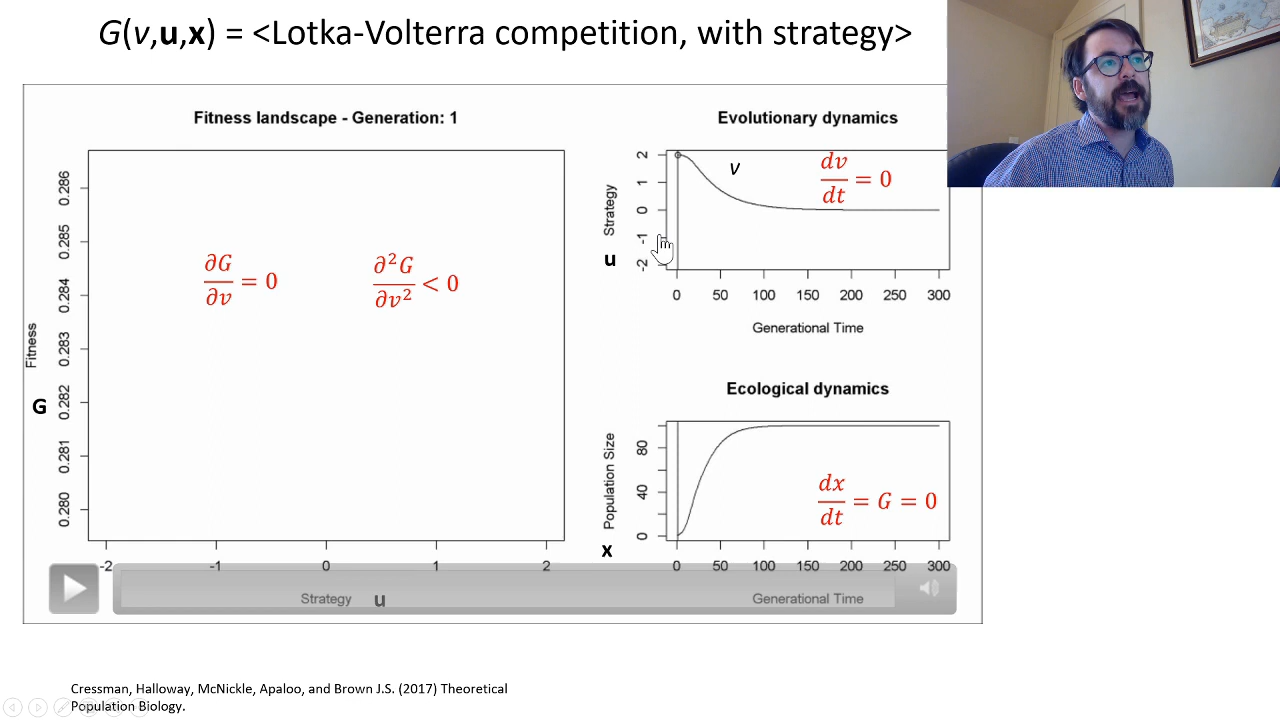 G(v,u,x) = <Lotka-Volterra competition, with strategy>
Fitness landscape - Generation: 1
0.286
0.285
0.284
0.283
0.282
0.281
0.280
Fitness
G
∂G/∂v = 0
∂²G/∂v² < 0
-2 -1 0 1 2
Strategy u
Evolutionary dynamics
2
1
0
-1
-2
Strategy
u
v
dv/dt = 0
0 50 100 150 200 250 300
Generational Time
Ecological dynamics
80
40
0
Population Size
x
dx/dt = G = 0
0 50 100 150 200 250 300
Generational Time
Cressman, Halloway, McNickle, Apaloo, and Brown J.S. (2017) Theoretical
Population Biology.